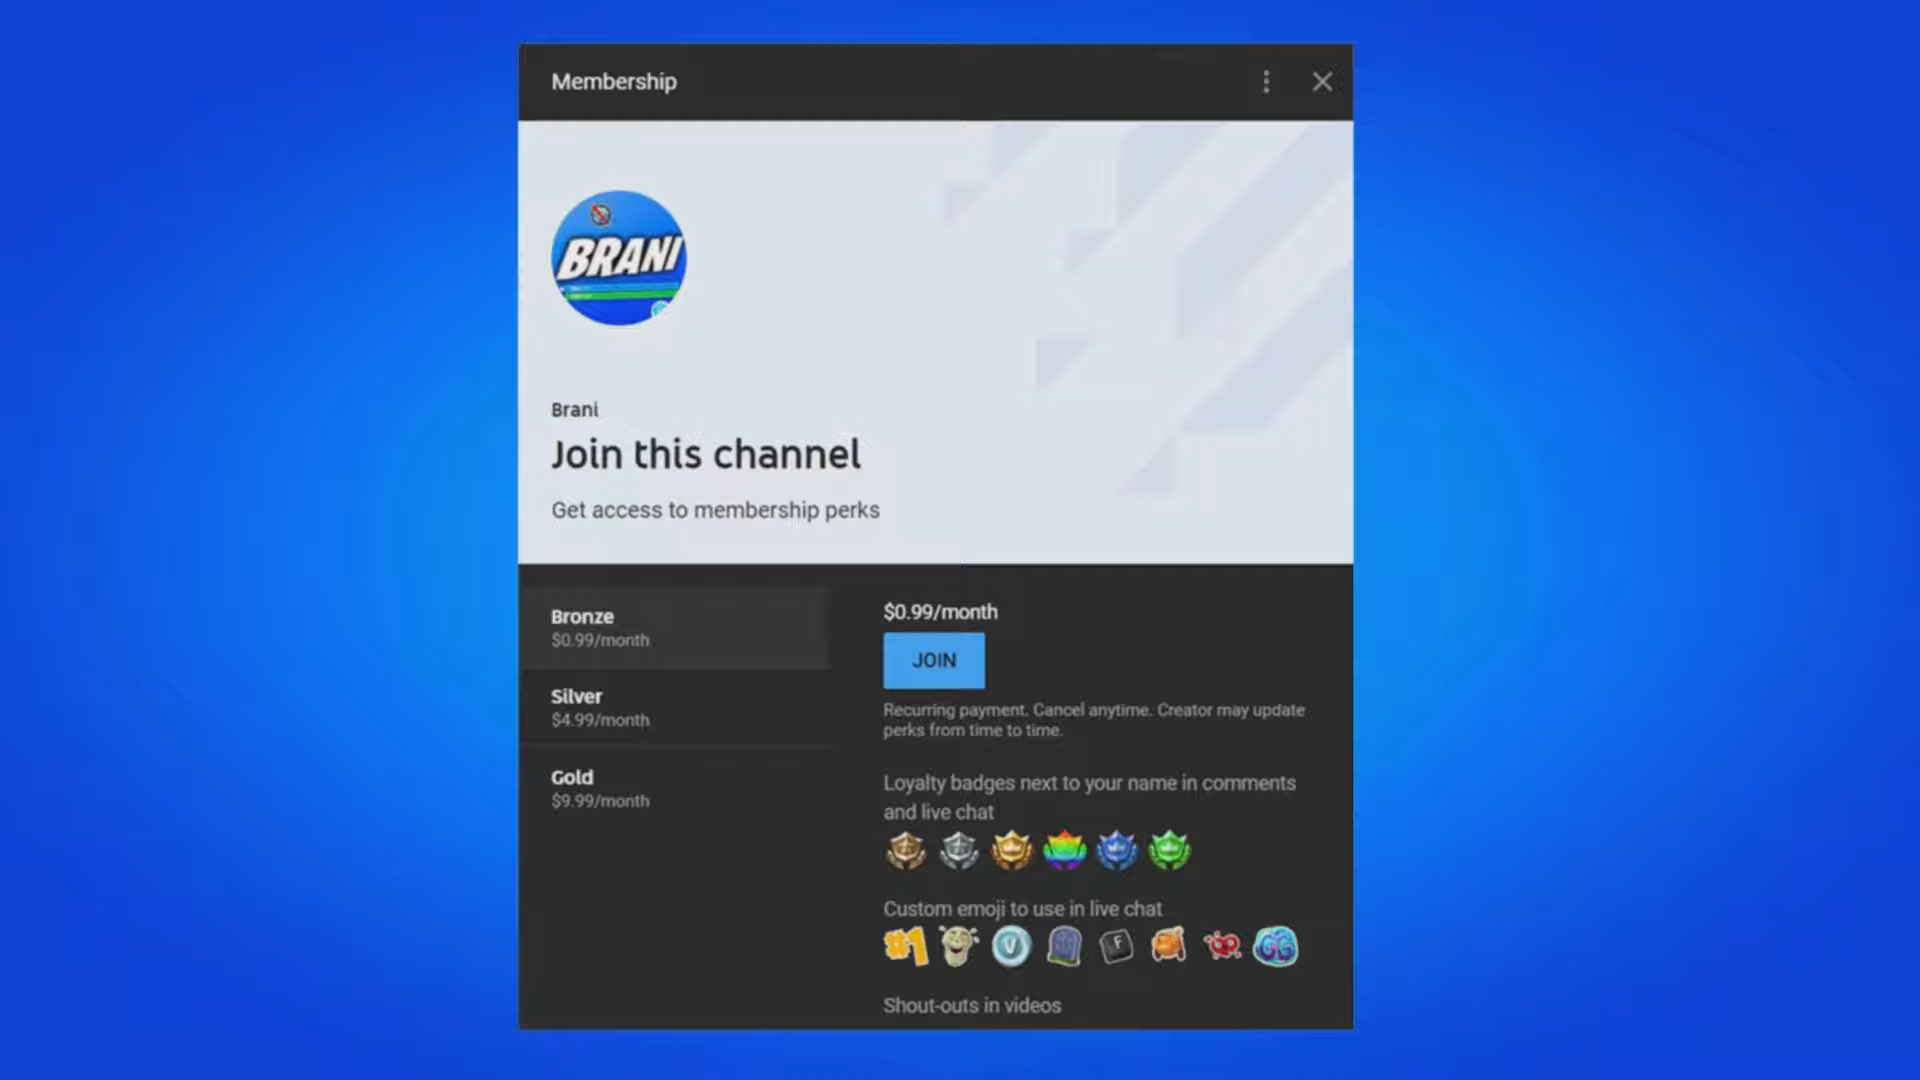 Membership
BRANI
Brani
Join this channel
Get access to membership perks
Bronze
$0.99/month
Silver
$4.99/month
Gold
$9.99/month
$0.99/month
JOIN
Recurring payment. Cancel anytime. Creator may update
perks from time to time.
Loyalty badges next to your name in comments
and live chat
Custom emoji to use in live chat
#1 V F GG
Shout-outs in videos